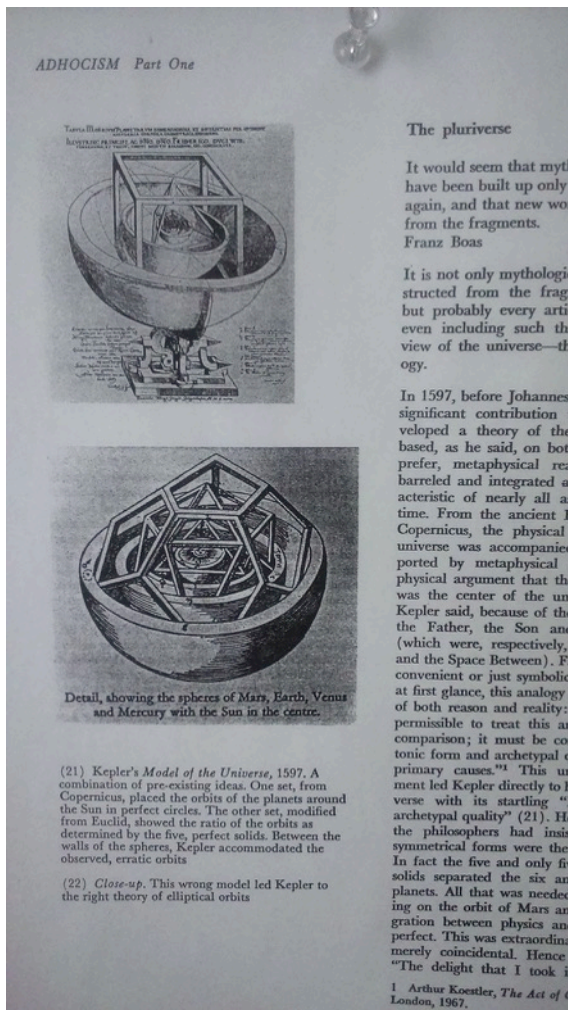 ADHOCISM Part One
Detail, showing the spheres of Mars, Earth, Venus
and Mercury with the Sun in the centre.
(21) Kepler's Model of the Universe, 1597. A
combination of pre-existing ideas. One set, from
Copernicus, placed the orbits of the planets around
the Sun in perfect circles. The other set, modified
from Euclid, showed the ratio of the orbits as
determined by the five, perfect solids. Between the
walls of the spheres, Kepler accommodated the
observed, erratic orbits
(22) Close-up. This wrong model led Kepler to
the right theory of elliptical orbits
The pluriverse
It would seem that myt
have been built up only
again, and that new wo
from the fragments.
Franz Boas
It is not only mythologi
structed from the frag
but probably every arti
even including such th
view of the universe—th
ogy.
In 1597, before Johannes
significant contribution
veloped a theory of the
based, as he said, on bot
prefer, metaphysical rea
barreled and integrated a
acteristic of nearly all a
time. From the ancient
Copernicus, the physical
universe was accompanie
ported by metaphysical
physical argument that th
was the center of the un
Kepler said, because of the
the Father, the Son an
(which were, respectively,
and the Space Between). F
convenient or just symbolic
at first glance, this analogy
of both reason and reality:
permissible to treat this a
comparison; it must be co
tonic form and archetypal
primary causes."1 This u
ment led Kepler directly to
verse with its startling "
archetypal quality" (21). H
the philosophers had insi
symmetrical forms were the
In fact the five and only fi
solids separated the six an
planets. All that was neede
ing on the orbit of Mars an
gration between physics an
perfect. This was extraordina
merely coincidental. Hence
"The delight that I took i
1 Arthur Koestler, The Act of
London, 1967.